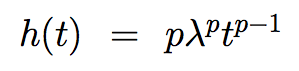 h(t) = pλ^p t^{p−1}